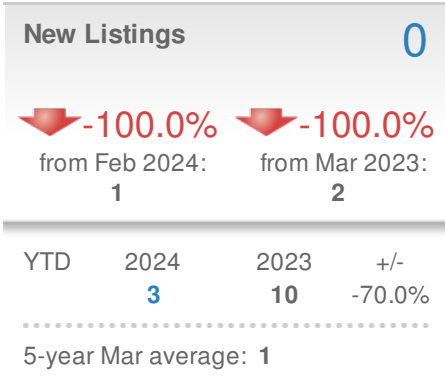 New Listings 0
-100.0% -100.0%
from Feb 2024: from Mar 2023:
1 2
YTD 2024 2023 +/-
3 10 -70.0%
5-year Mar average: 1